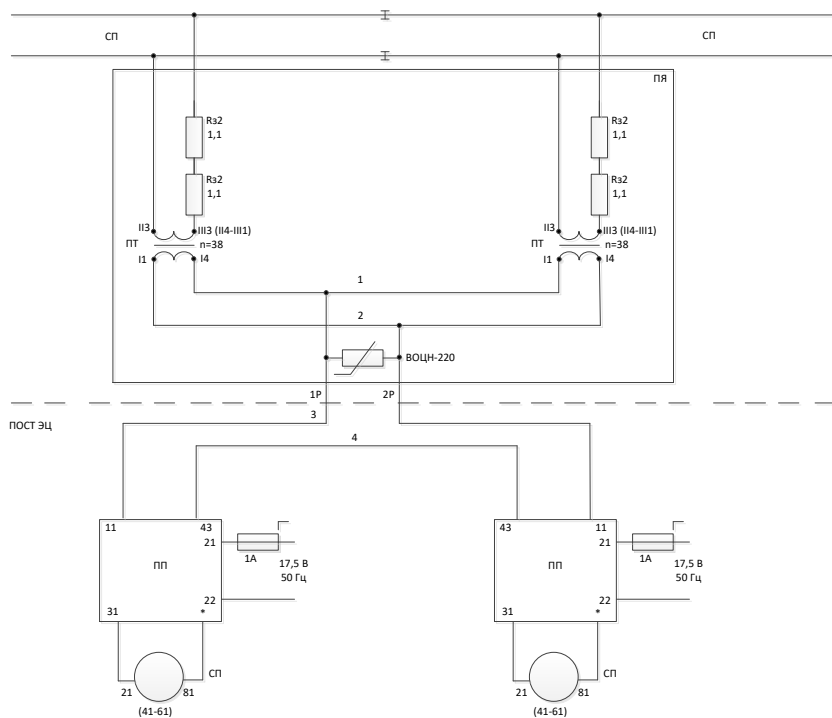 СП
СП
ПЯ
Rз2
1,1
Rз2
1,1
Rз2
1,1
Rз2
1,1
II3
III3 (II4-III1)
ПТ
n=38
I1
I4
II3
III3 (II4-III1)
ПТ
n=38
I1
I4
1
2
ВОЦН-220
1Р
2Р
3
ПОСТ ЭЦ
4
11
43
21
ПП
22
31
*
1А
17,5 В
50 Гц
43
11
21
ПП
22
31
*
1А
17,5 В
50 Гц
СП
21
81
(41-61)
СП
21
81
(41-61)